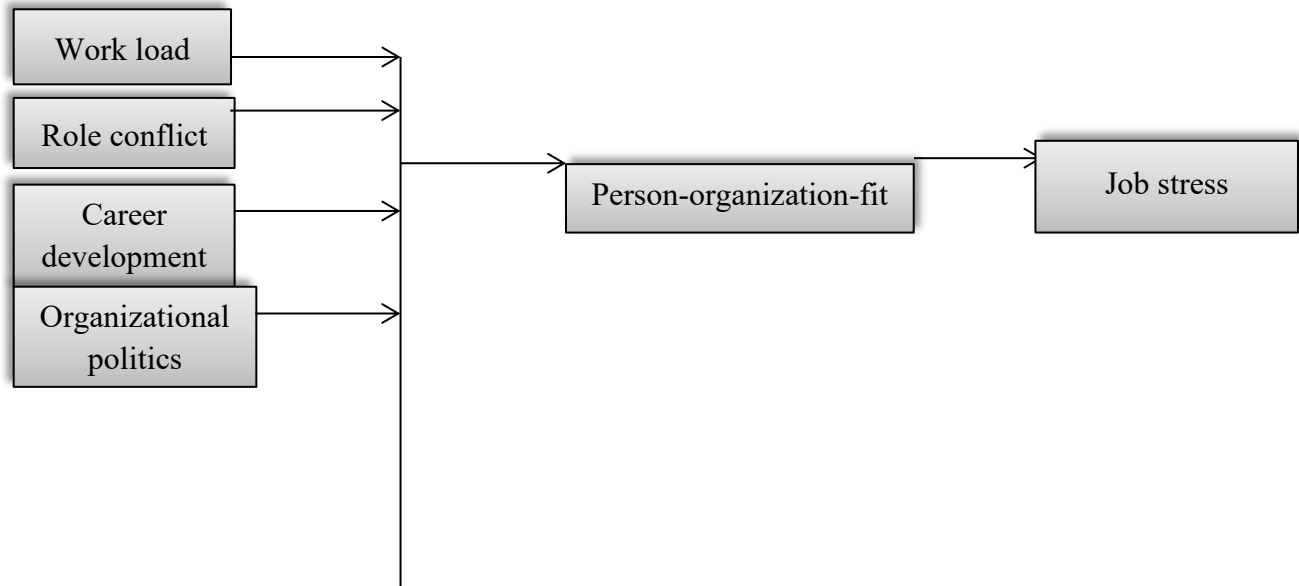 Work load
Role conflict
Career
development
Organizational
politics
Person-organization-fit
Job stress